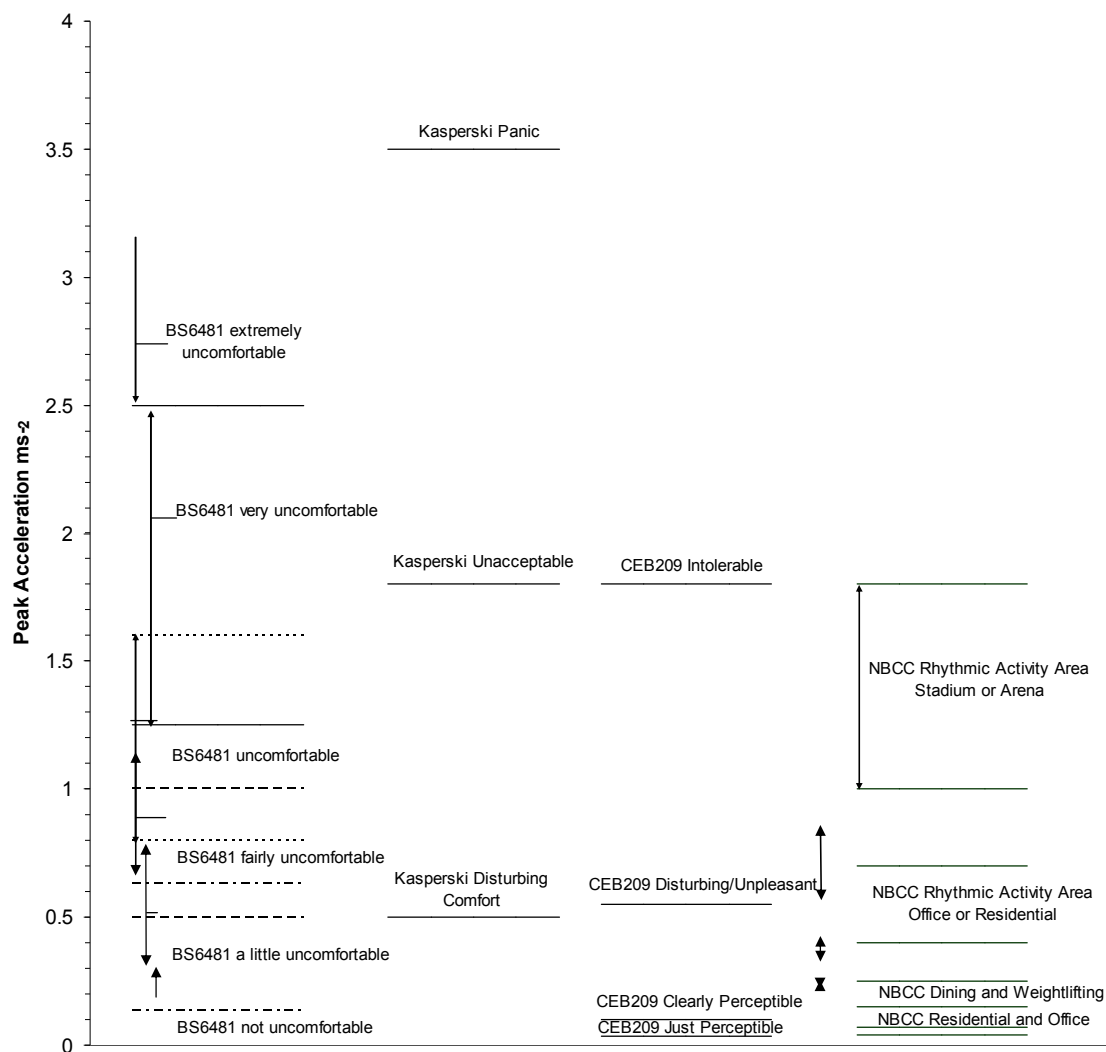 4
Kasperski Panic
3.5
3
BS6481 extremely
uncomfortable
2.5
Peak Acceleration ms-2
BS6481 very uncomfortable
2
Kasperski Unacceptable
CEB209 Intolerable
NBCC Rhythmic Activity Area
Stadium or Arena
1.5
BS6481 uncomfortable
1
BS6481 fairly uncomfortable
Kasperski Disturbing
Comfort
CEB209 Disturbing/Unpleasant
NBCC Rhythmic Activity Area
Office or Residential
0.5
BS6481 a little uncomfortable
CEB209 Clearly Perceptible
NBCC Dining and Weightlifting
BS6481 not uncomfortable
CEB209 Just Perceptible
NBCC Residential and Office
0